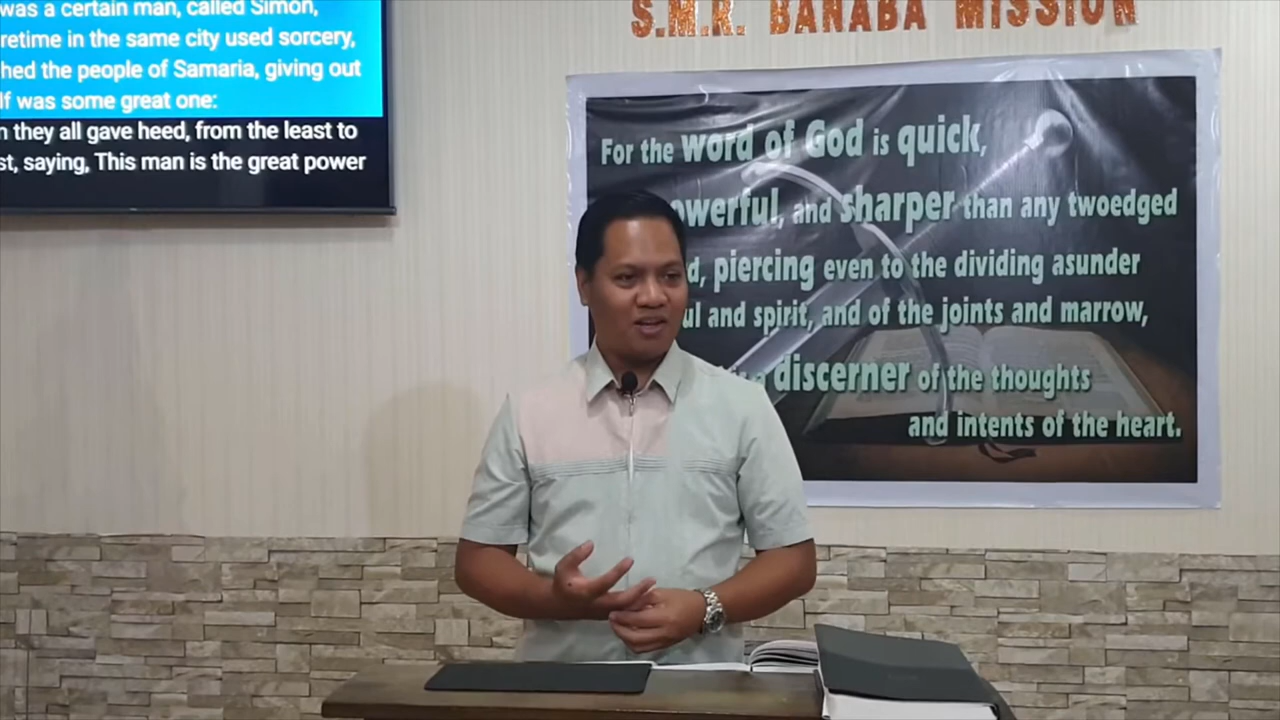 was a certain man, called Simon,
retime in the same city used sorcery,
hed the people of Samaria, giving out
lf was some great one:
n they all gave heed, from the least to
st, saying, This man is the great power
S.M.R. BANABA MISSION
For the word of God is quick,
owerful, and sharper than any twoedged
d, piercing even to the dividing asunder
ul and spirit, and of the joints and marrow,
discerner of the thoughts
and intents of the heart.